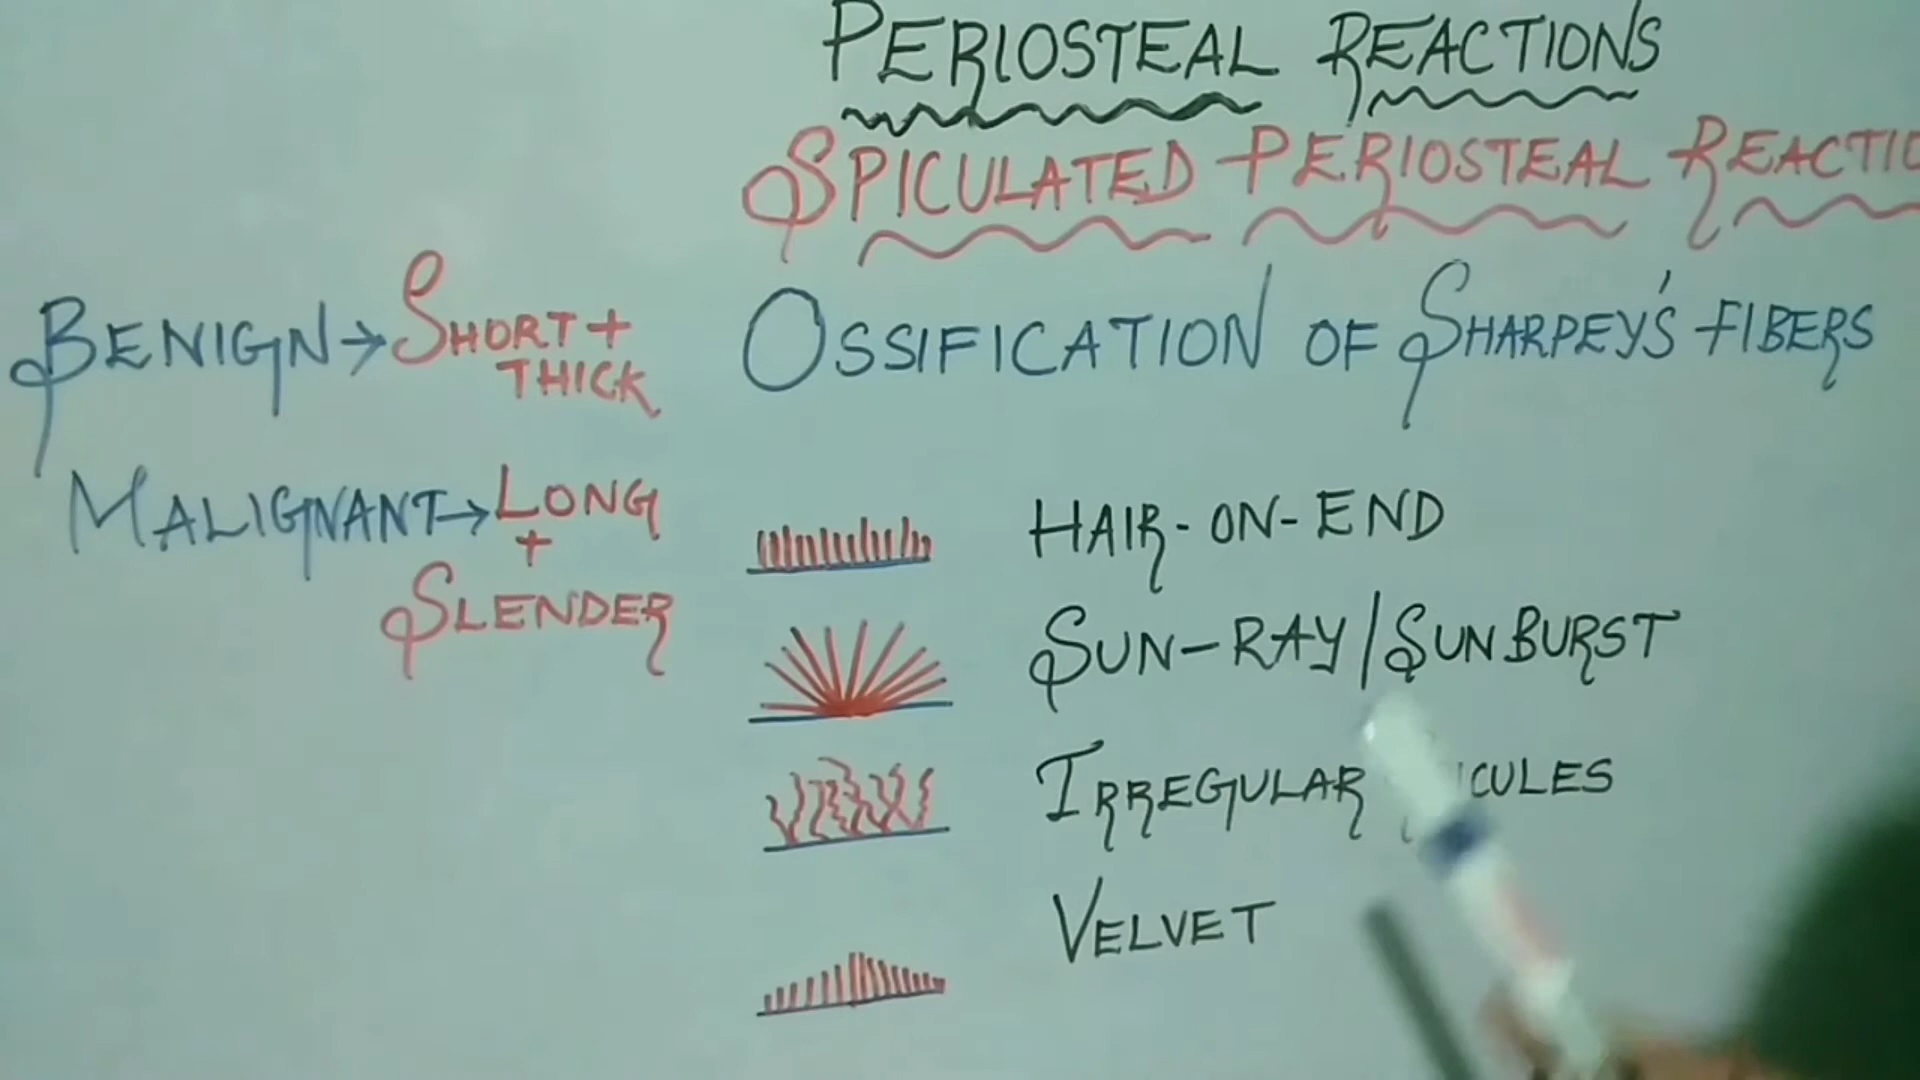 PERIOSTEAL REACTIONS
SPICULATED PERIOSTEAL REACTIO
BENIGN → SHORT +
THICK
MALIGNANT → LONG
+
SLENDER
OSSIFICATION OF SHARPEY'S FIBERS
HAIR-ON-END
SUN-RAY/SUNBURST
IRREGULAR
VELVET